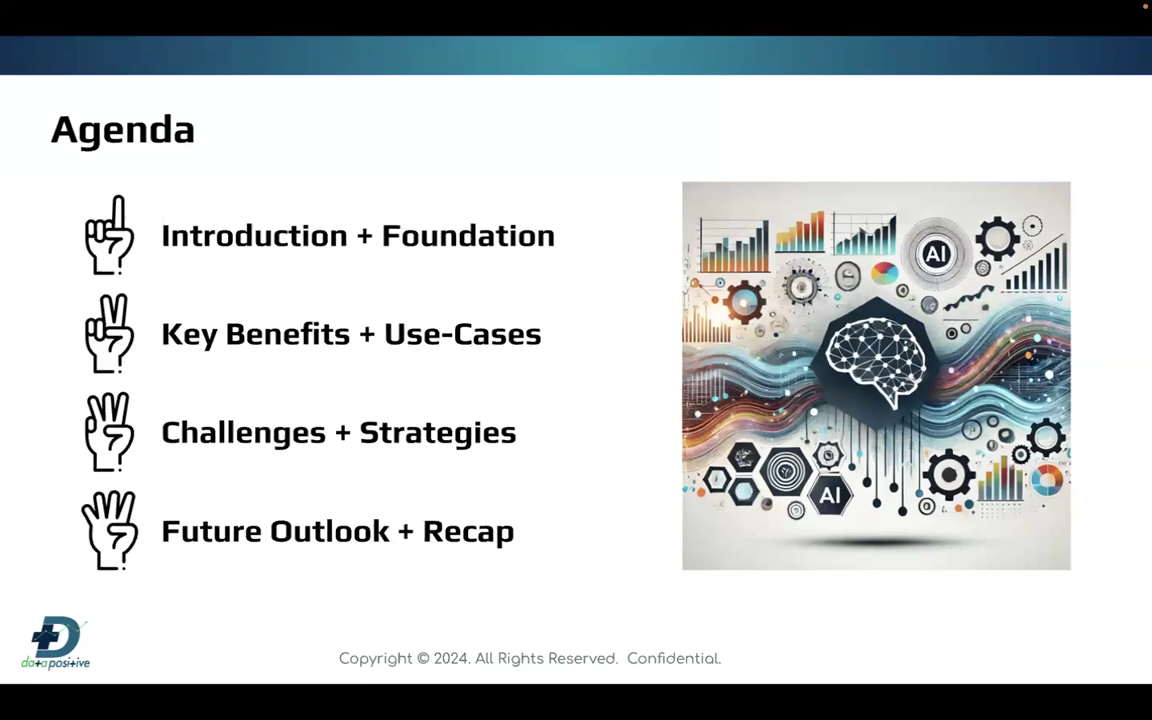 Agenda
Introduction + Foundation
Key Benefits + Use-Cases
Challenges + Strategies
Future Outlook + Recap
AI
AI
data positive
Copyright © 2024. All Rights Reserved. Confidential.